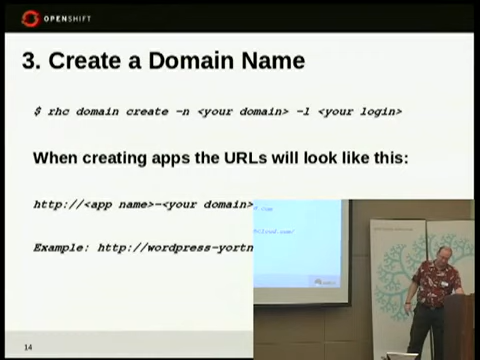 OPENSHIFT
3. Create a Domain Name
$ rhc domain create -n <your domain> -l <your login>
When creating apps the URLs will look like this:
http://<app name>-<your domain>
Example: http://wordpress-yortn
14